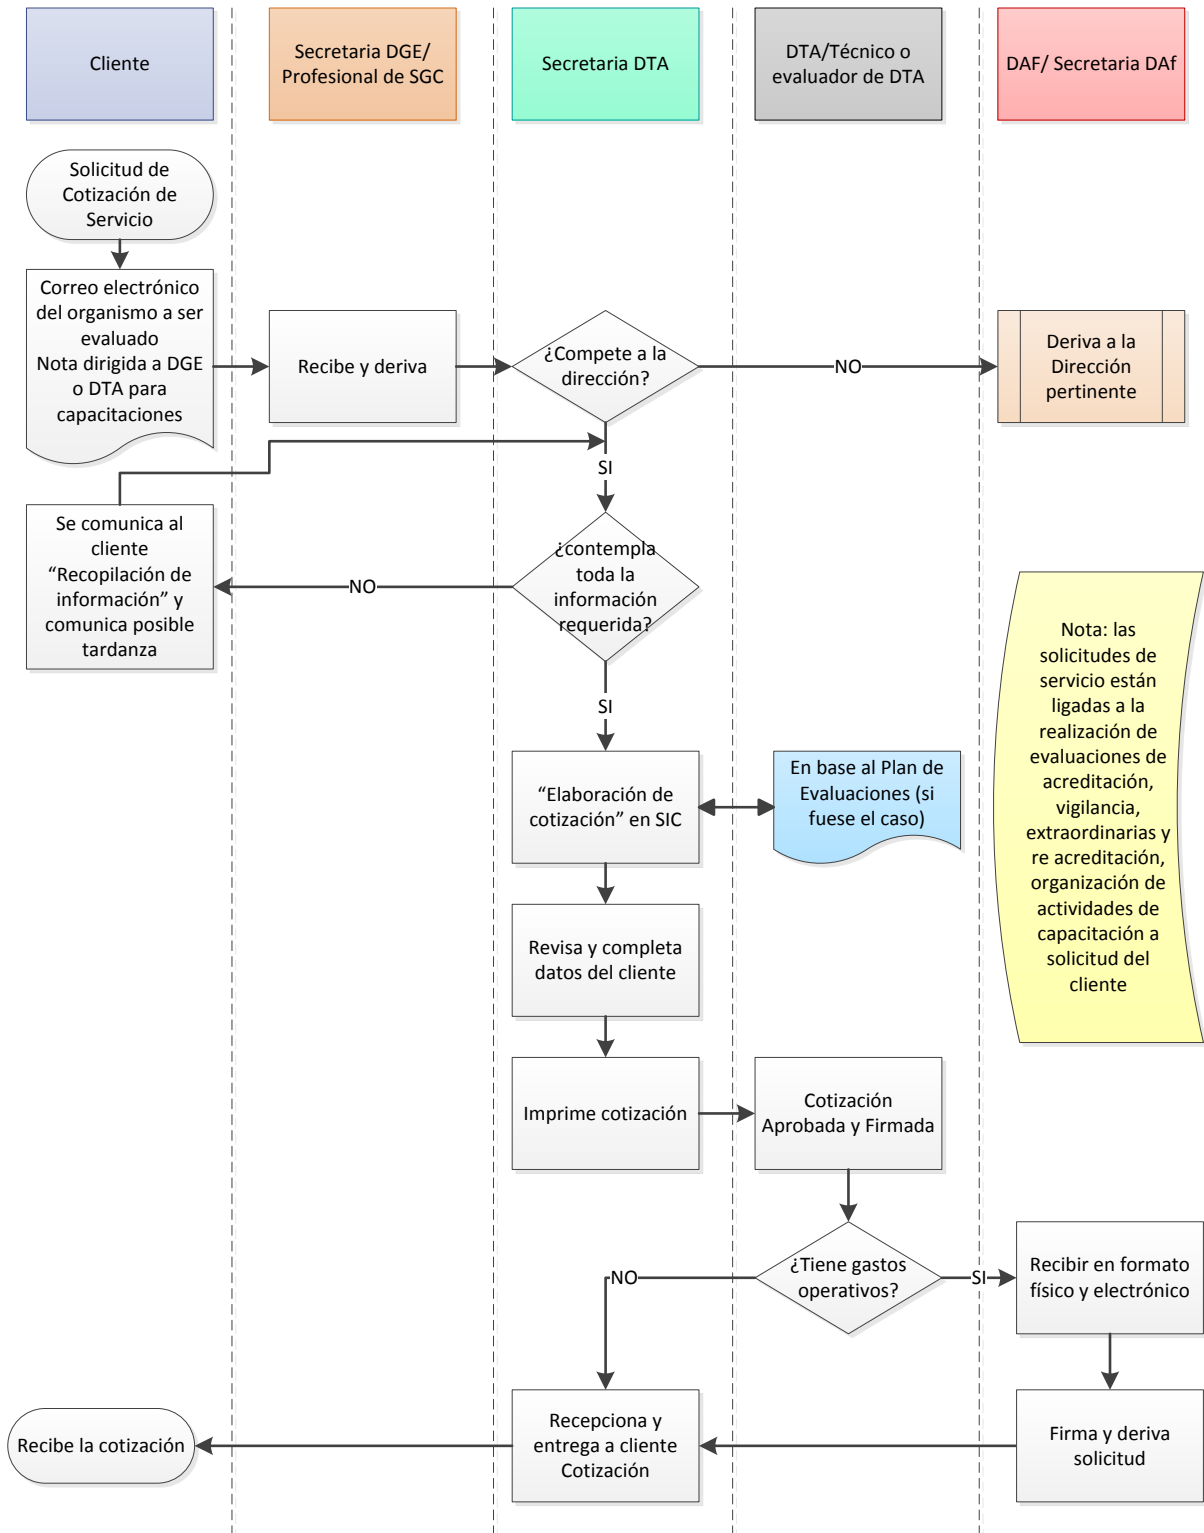 Cliente
Secretaria DGE/
Profesional de SGC
Secretaria DTA
DTA/Técnico o
evaluador de DTA
DAF/ Secretaria DAf
Solicitud de
Cotización de
Servicio
Correo electrónico
del organismo a ser
evaluado
Nota dirigida a DGE
o DTA para
capacitaciones
Recibe y deriva
¿Compete a la
dirección?
NO
Deriva a la
Dirección
pertinente
SI
Se comunica al
cliente
“Recopilación de
información” y
comunica posible
tardanza
NO
¿contempla
toda la
información
requerida?
SI
Nota: las
solicitudes de
servicio están
ligadas a la
realización de
evaluaciones de
acreditación,
vigilancia,
extraordinarias y
re acreditación,
organización de
actividades de
capacitación a
solicitud del
cliente
“Elaboración de
cotización” en SIC
En base al Plan de
Evaluaciones (si
fuese el caso)
Revisa y completa
datos del cliente
Imprime cotización
Cotización
Aprobada y Firmada
¿Tiene gastos
operativos?
NO
SI
Recibir en formato
físico y electrónico
Firma y deriva
solicitud
Recepciona y
entrega a cliente
Cotización
Recibe la cotización